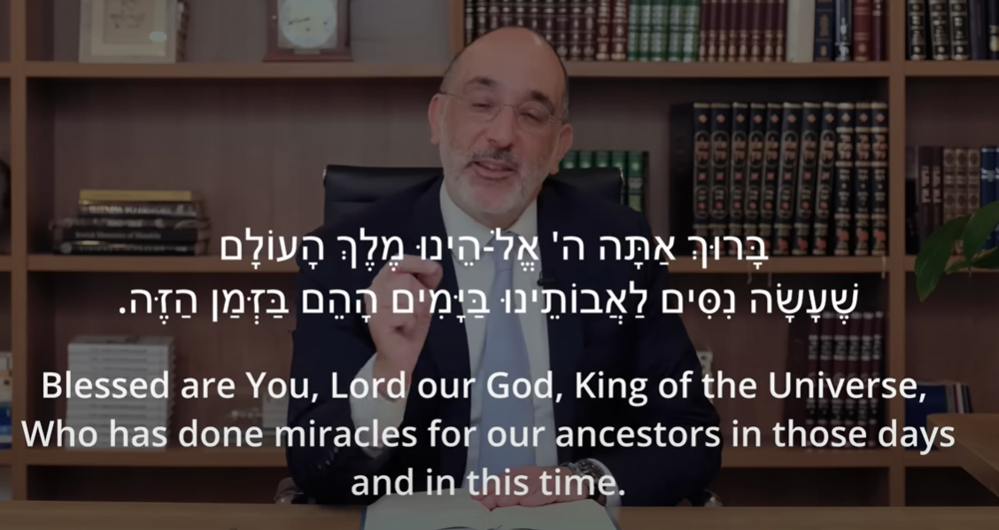 בָּרוּךְ אַתָּה ה' אֱלֹ-הֵינוּ מֶלֶךְ הָעוֹלָם
שֶׁעָשָׂה נִסִּים לַאֲבוֹתֵינוּ בַּיָּמִים הָהֵם בַּזְּמַן הַזֶּה.
Blessed are You, Lord our God, King of the Universe,
Who has done miracles for our ancestors in those days
and in this time.